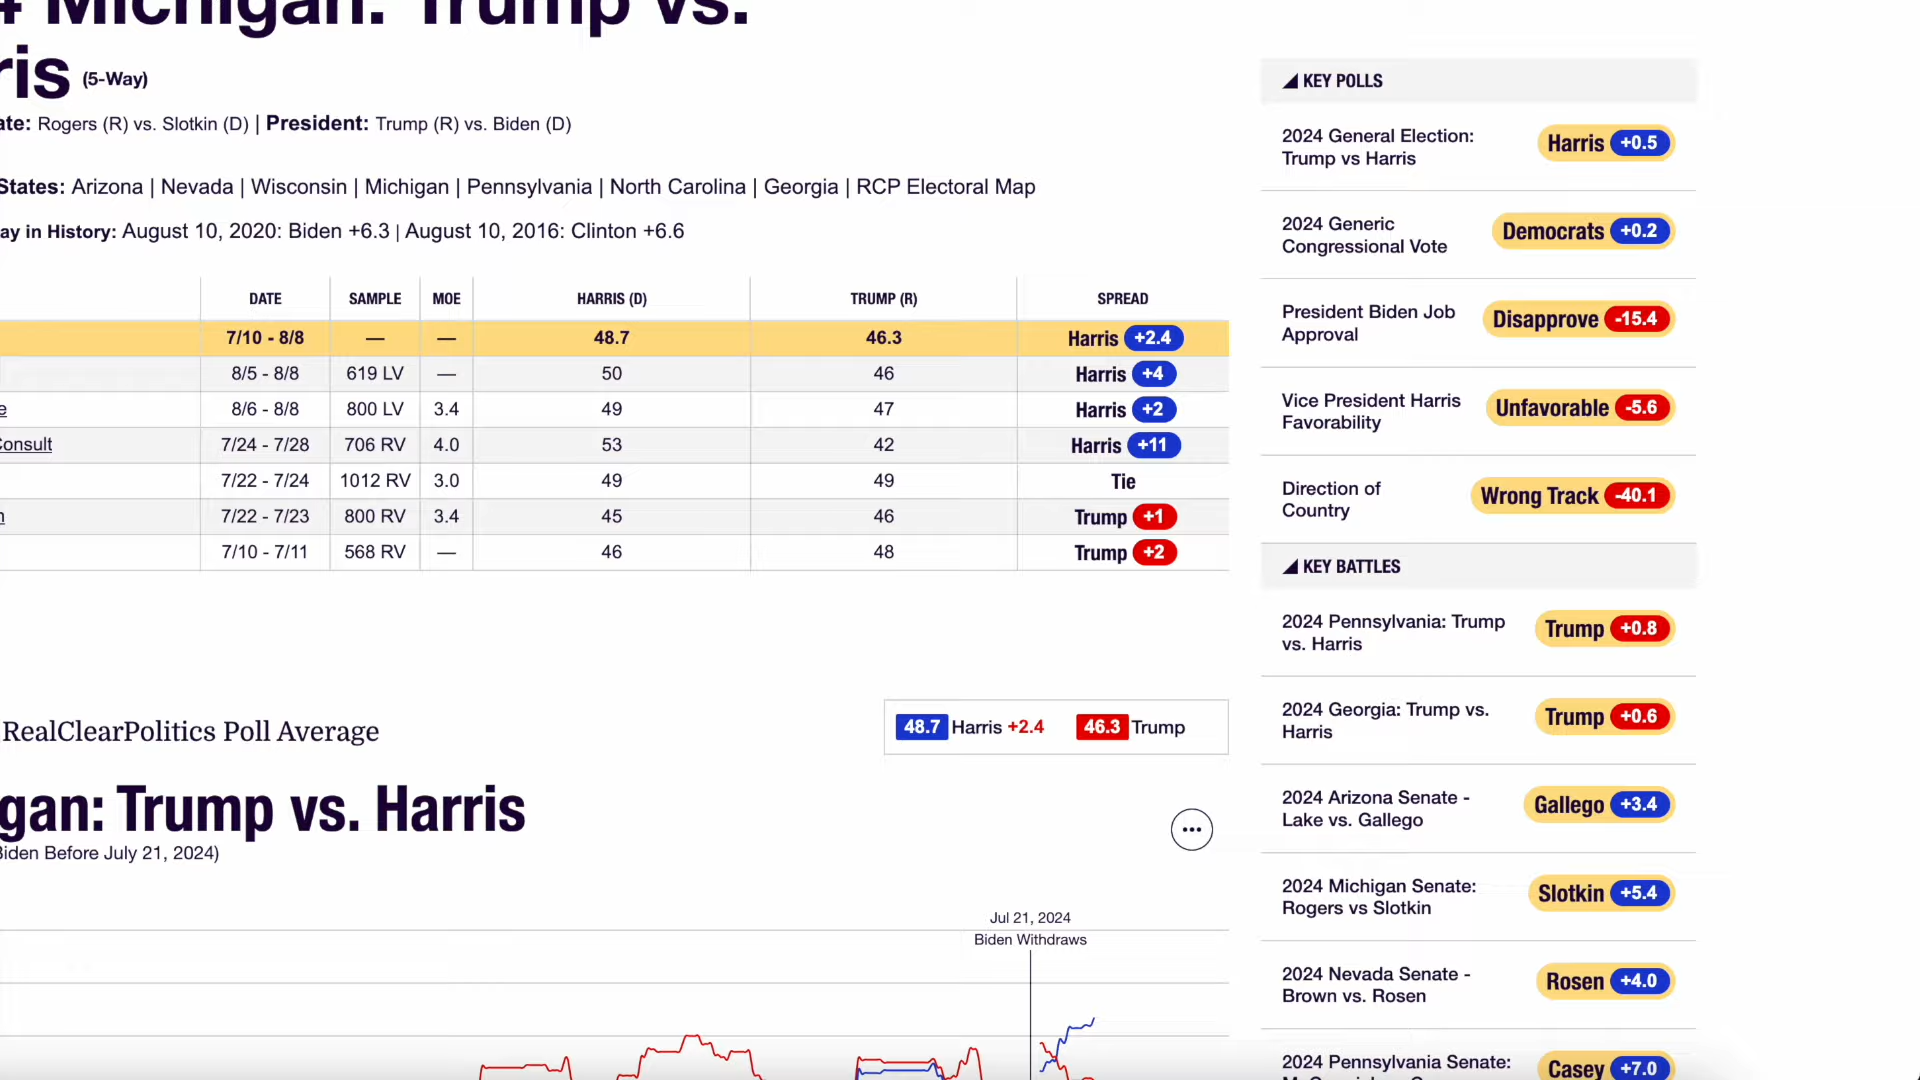 Michigan: Trump vs.
ris (5-Way)
ate: Rogers (R) vs. Slotkin (D) | President: Trump (R) vs. Biden (D)
States: Arizona | Nevada | Wisconsin | Michigan | Pennsylvania | North Carolina | Georgia | RCP Electoral Map
ay in History: August 10, 2020: Biden +6.3 | August 10, 2016: Clinton +6.6
DATE SAMPLE MOE HARRIS (D) TRUMP (R) SPREAD
7/10 - 8/8 — — 48.7 46.3 Harris +2.4
8/5 - 8/8 619 LV — 50 46 Harris +4
e 8/6 - 8/8 800 LV 3.4 49 47 Harris +2
Consult 7/24 - 7/28 706 RV 4.0 53 42 Harris +11
7/22 - 7/24 1012 RV 3.0 49 49 Tie
n 7/22 - 7/23 800 RV 3.4 45 46 Trump +1
7/10 - 7/11 568 RV — 46 48 Trump +2
RealClearPolitics Poll Average
48.7 Harris +2.4 46.3 Trump
gan: Trump vs. Harris
Biden Before July 21, 2024)
Jul 21, 2024
Biden Withdraws
KEY POLLS
2024 General Election:
Trump vs Harris
Harris +0.5
2024 Generic
Congressional Vote
Democrats +0.2
President Biden Job
Approval
Disapprove -15.4
Vice President Harris
Favorability
Unfavorable -5.6
Direction of
Country
Wrong Track -40.1
KEY BATTLES
2024 Pennsylvania: Trump
vs. Harris
Trump +0.8
2024 Georgia: Trump vs.
Harris
Trump +0.6
2024 Arizona Senate -
Lake vs. Gallego
Gallego +3.4
2024 Michigan Senate:
Rogers vs Slotkin
Slotkin +5.4
2024 Nevada Senate -
Brown vs. Rosen
Rosen +4.0
2024 Pennsylvania Senate:
Casey +7.0